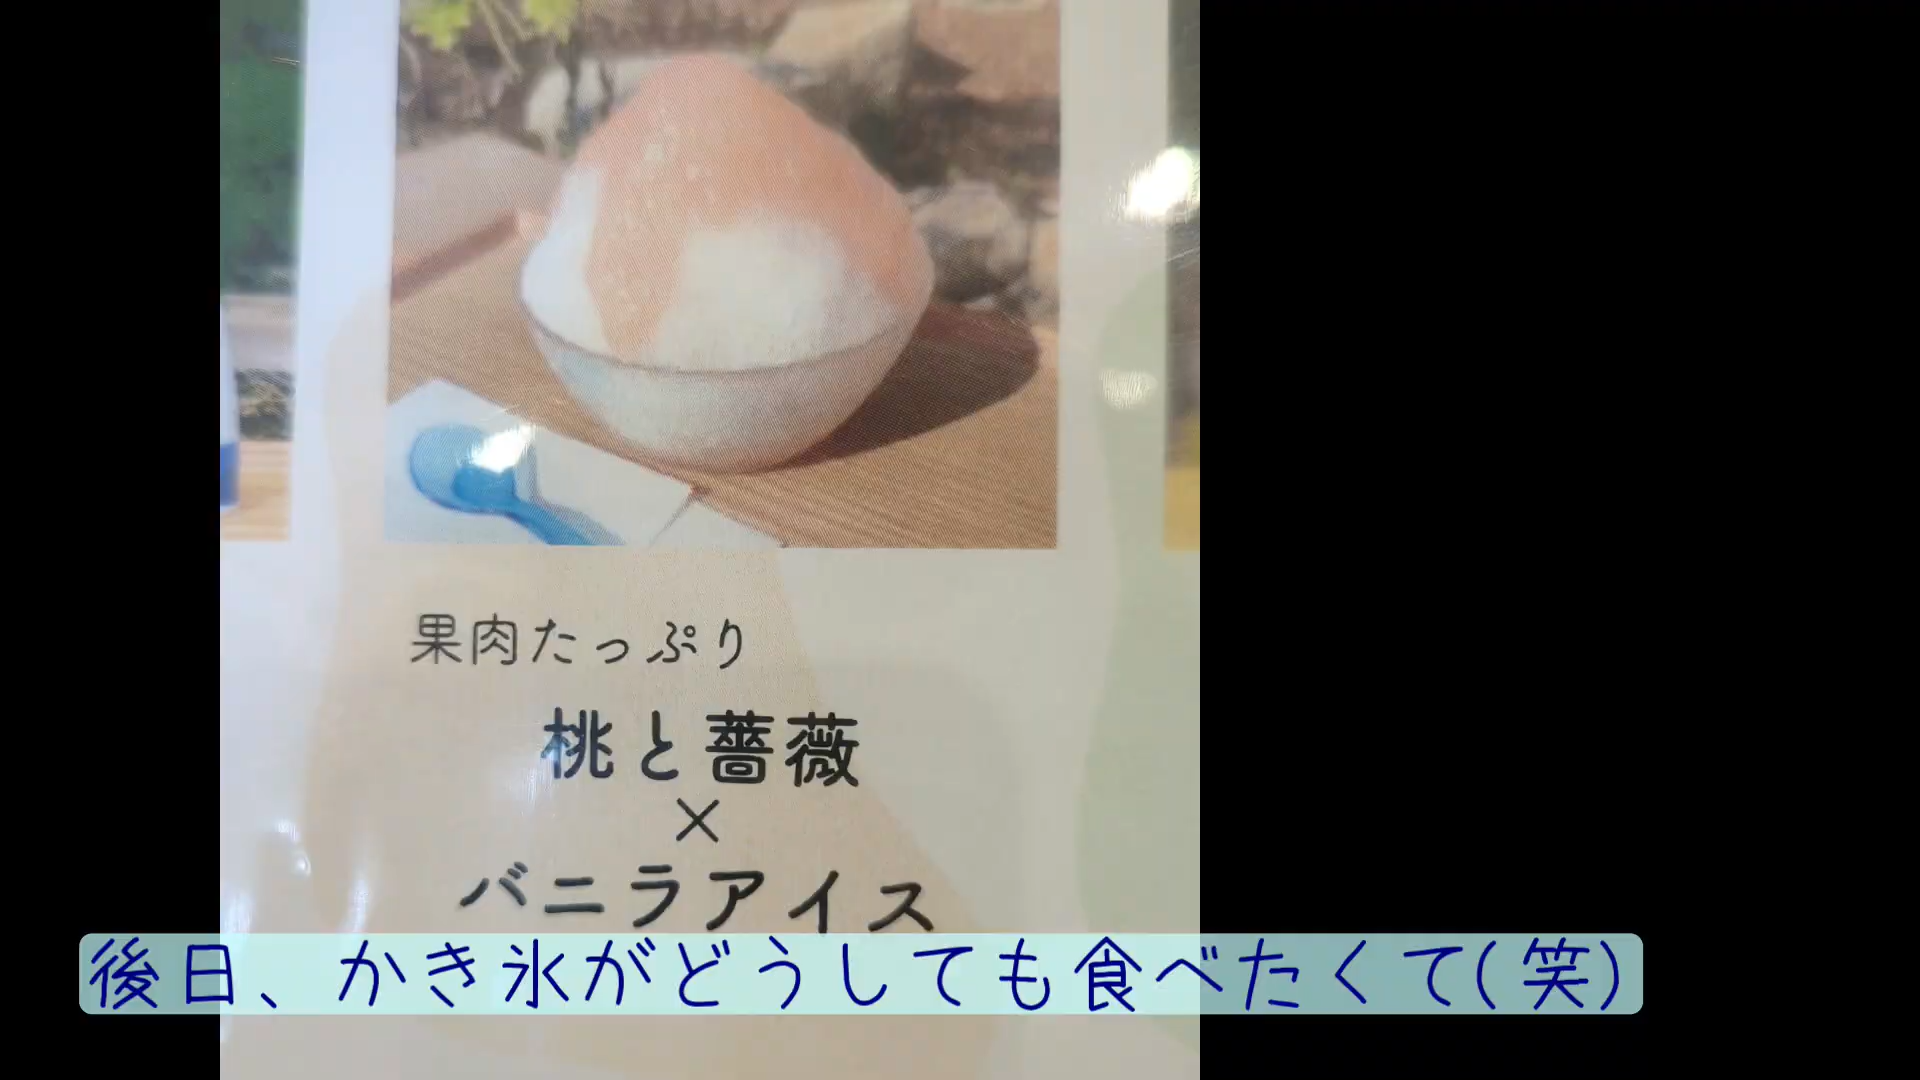 果肉たっぷり
桃と薔薇
×
バニラアイス
後日、かき氷がどうしても食べたくて(笑)